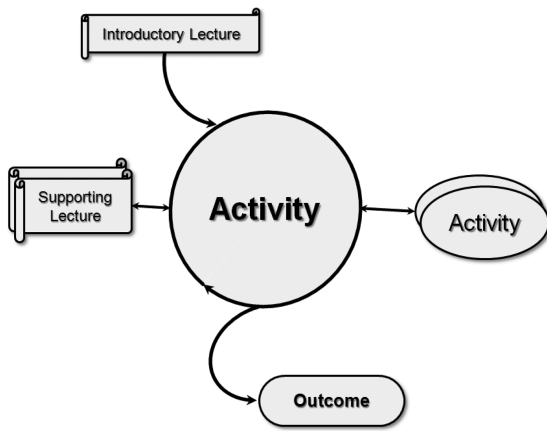 Introductory Lecture
Supporting
Lecture
Activity
Activity
Outcome